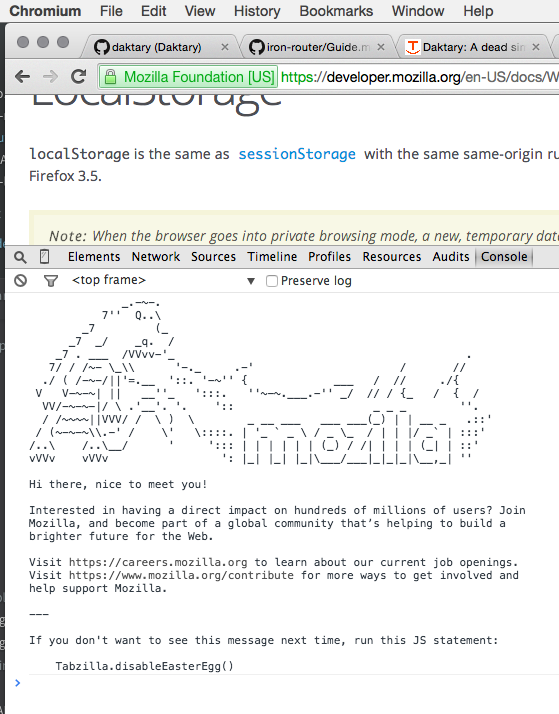 Chromium File Edit View History Bookmarks Window Help
daktary (Daktary) iron-router/Guide.m Daktary: A dead sin
Mozilla Foundation [US] https://developer.mozilla.org/en-US/docs/W
LocalStorage
localStorage is the same as sessionStorage with the same same-origin ru
Firefox 3.5.
Note: When the browser goes into private browsing mode, a new, temporary data
Elements Network Sources Timeline Profiles Resources Audits Console
<top frame> Preserve log
mozilla
Hi there, nice to meet you!
Interested in having a direct impact on hundreds of millions of users? Join
Mozilla, and become part of a global community that’s helping to build a
brighter future for the Web.
Visit https://careers.mozilla.org to learn about our current job openings.
Visit https://www.mozilla.org/contribute for more ways to get involved and
help support Mozilla.
---
If you don't want to see this message next time, run this JS statement:
Tabzilla.disableEasterEgg()